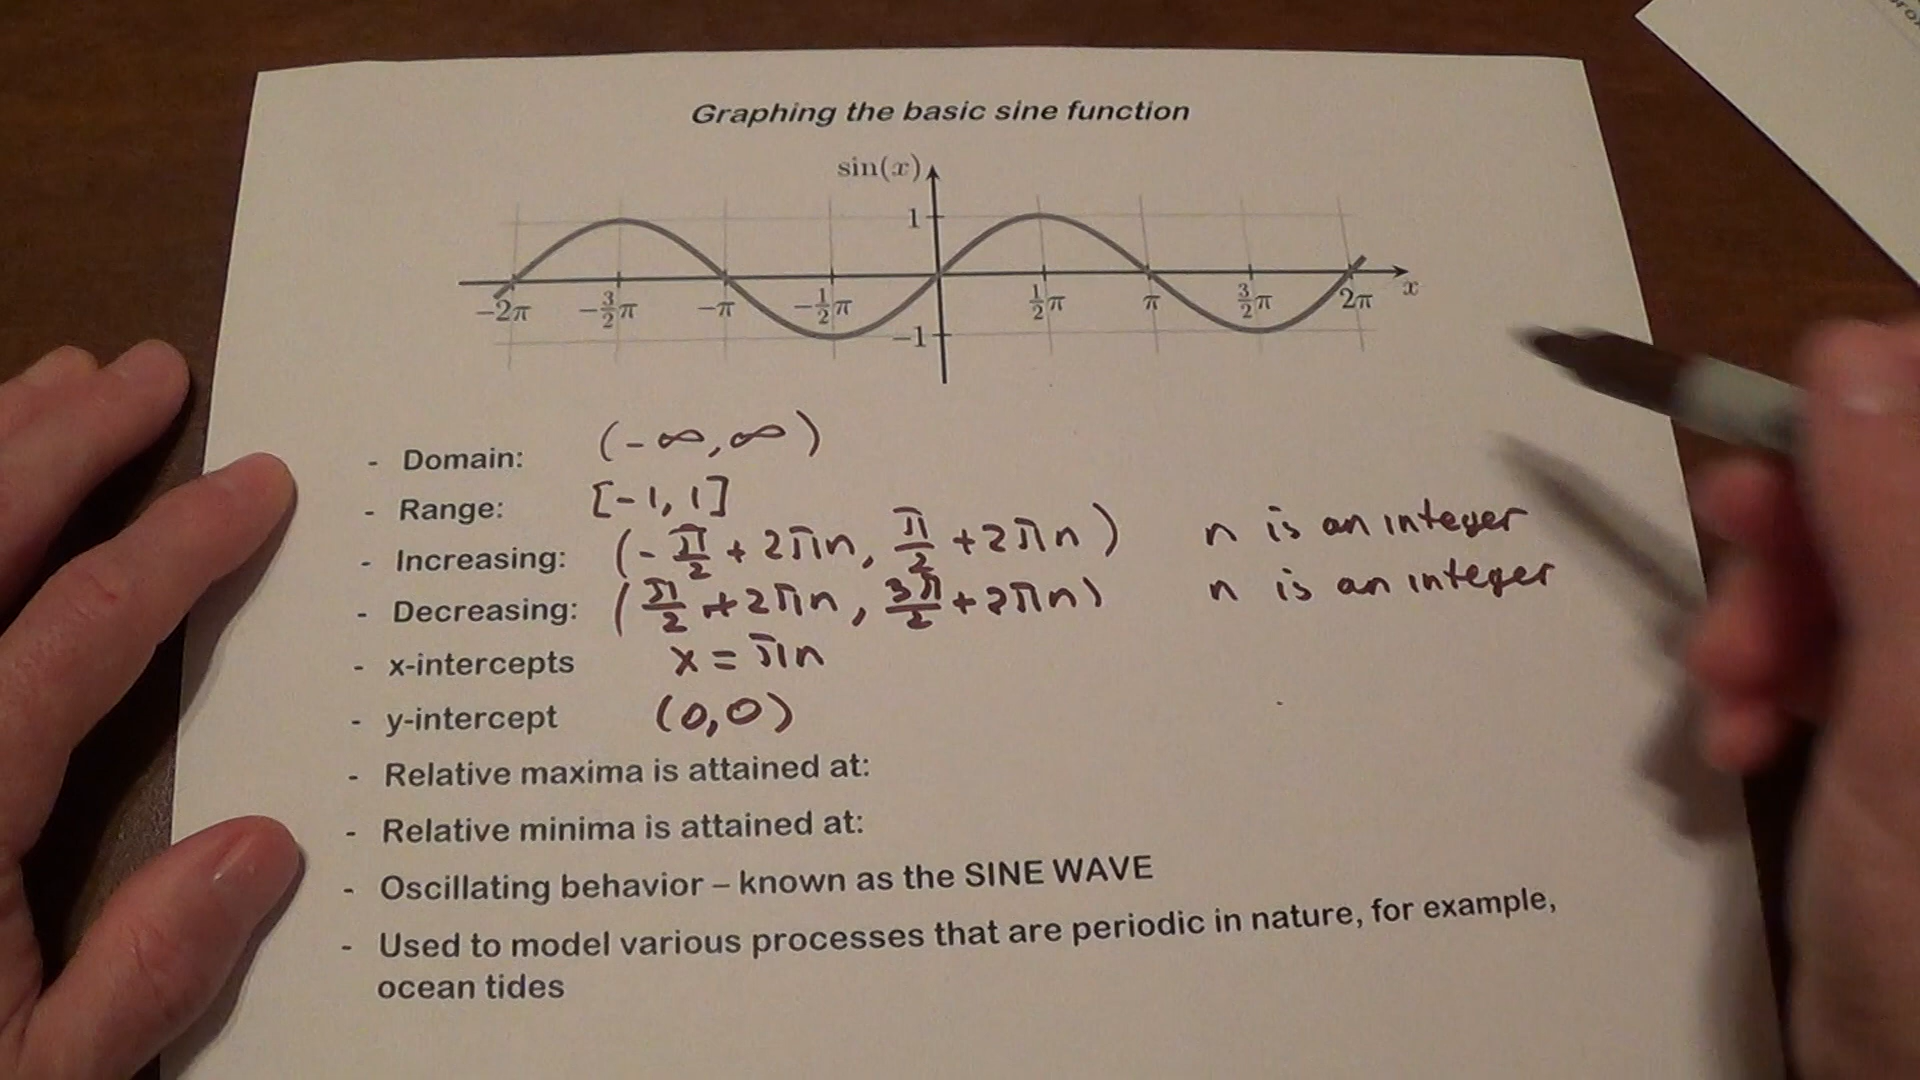 Graphing the basic sine function
sin(x)
1
-2π -3/2π -π -1/2π 1/2π π 3/2π 2π x
-1
- Domain: (-∞, ∞)
- Range: [-1, 1]
- Increasing: (-π/2 + 2πn, π/2 + 2πn) n is an integer
- Decreasing: (π/2 + 2πn, 3π/2 + 2πn) n is an integer
- x-intercepts x = πn
- y-intercept (0,0)
- Relative maxima is attained at:
- Relative minima is attained at:
- Oscillating behavior – known as the SINE WAVE
- Used to model various processes that are periodic in nature, for example,
ocean tides